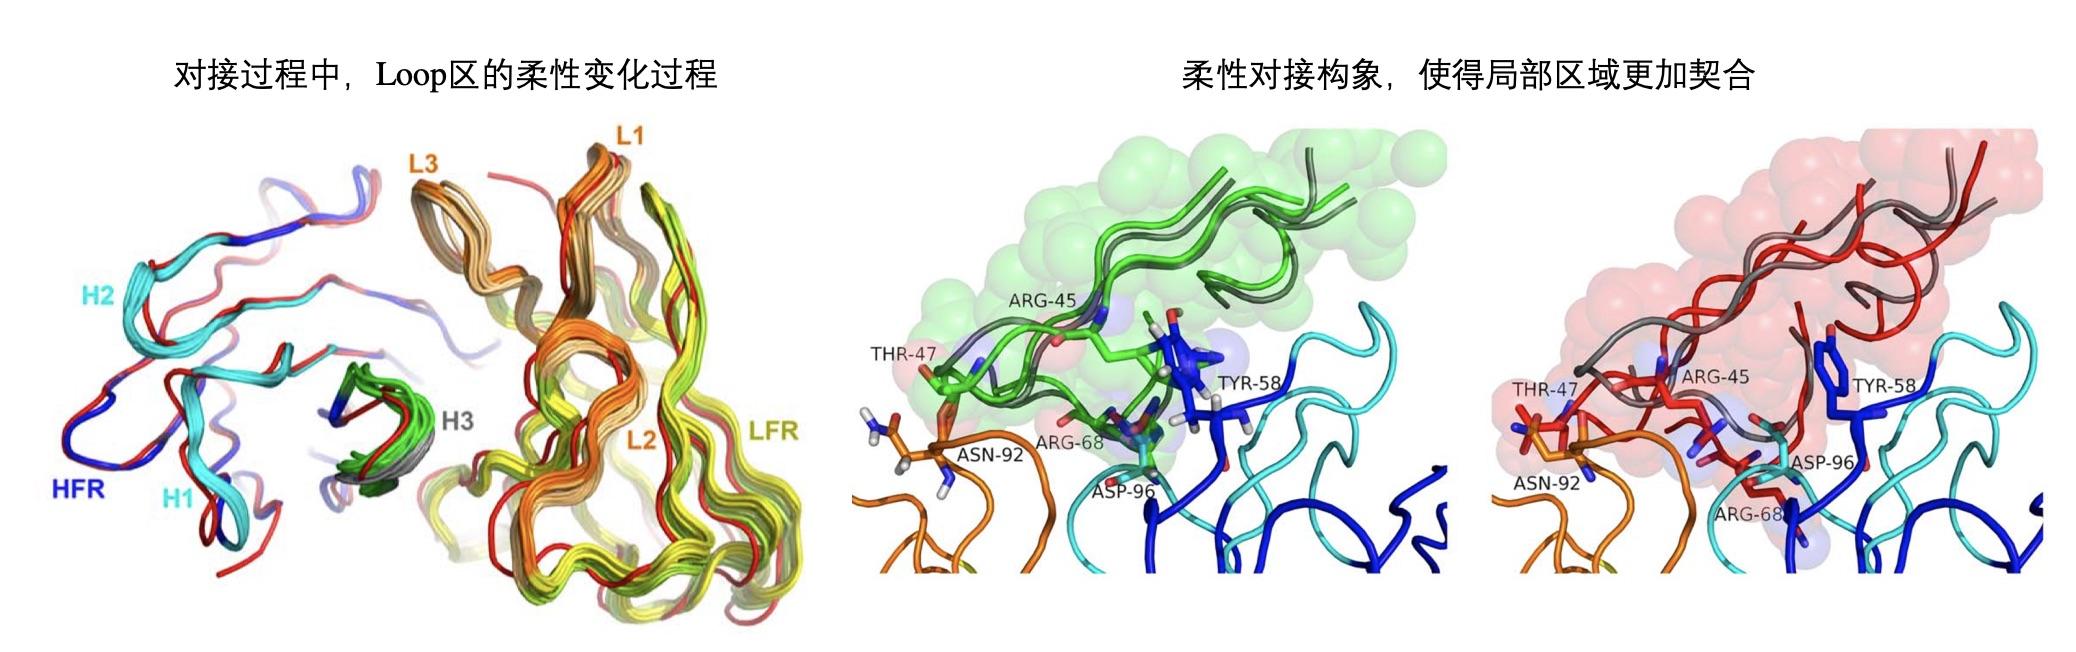 对接过程中，Loop区的柔性变化过程
柔性对接构象，使得局部区域更加契合
L1
L3
H2
H3
L2
LFR
HFR
H1
ARG-45
THR-47
TYR-58
ARG-68
ASN-92
ASP-96
THR-47
ARG-45
TYR-58
ASP-96
ASN-92
ARG-68